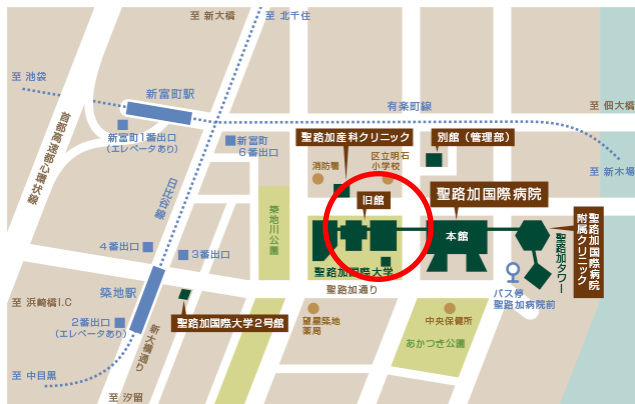 至 新大橋
至 北千住
至 池袋
新富町駅
有楽町線
至 佃大橋
首都高速都心環状線
新富町1番出口
(エレベータあり)
新富町
6番出口
聖路加産科クリニック
別館(管理部)
消防署
区立明石
小学校
至 新木場
日比谷線
旧館
聖路加国際病院
築地川公園
本館
聖路加国際病院
附属クリニック
聖路加タワー
4番出口
3番出口
聖路加国際大学
築地駅
聖路加通り
バス停
聖路加病院前
至 浜崎橋I.C
2番出口
(エレベータあり)
新大橋通り
聖路加国際大学2号館
望星築地
薬局
中央保健所
あかつき公園
至 中目黒
至 汐留